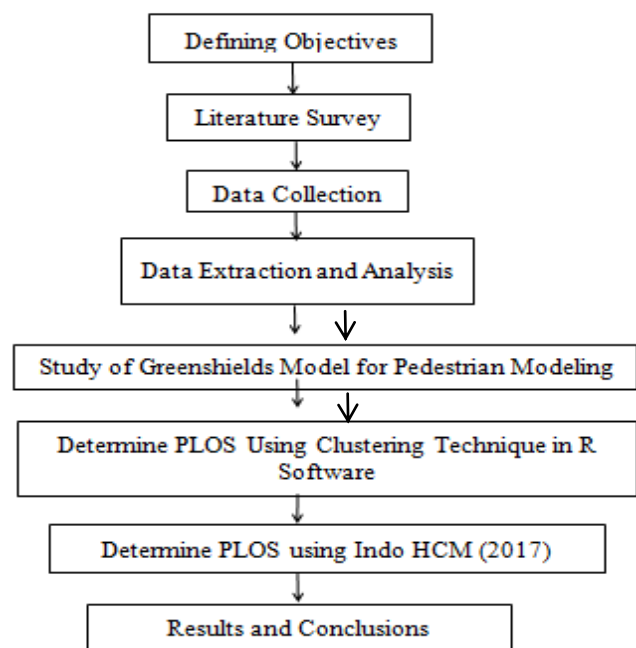 Defining Objectives
Literature Survey
Data Collection
Data Extraction and Analysis
Study of Greenshields Model for Pedestrian Modeling
Determine PLOS Using Clustering Technique in R
Software
Determine PLOS using Indo HCM (2017)
Results and Conclusions